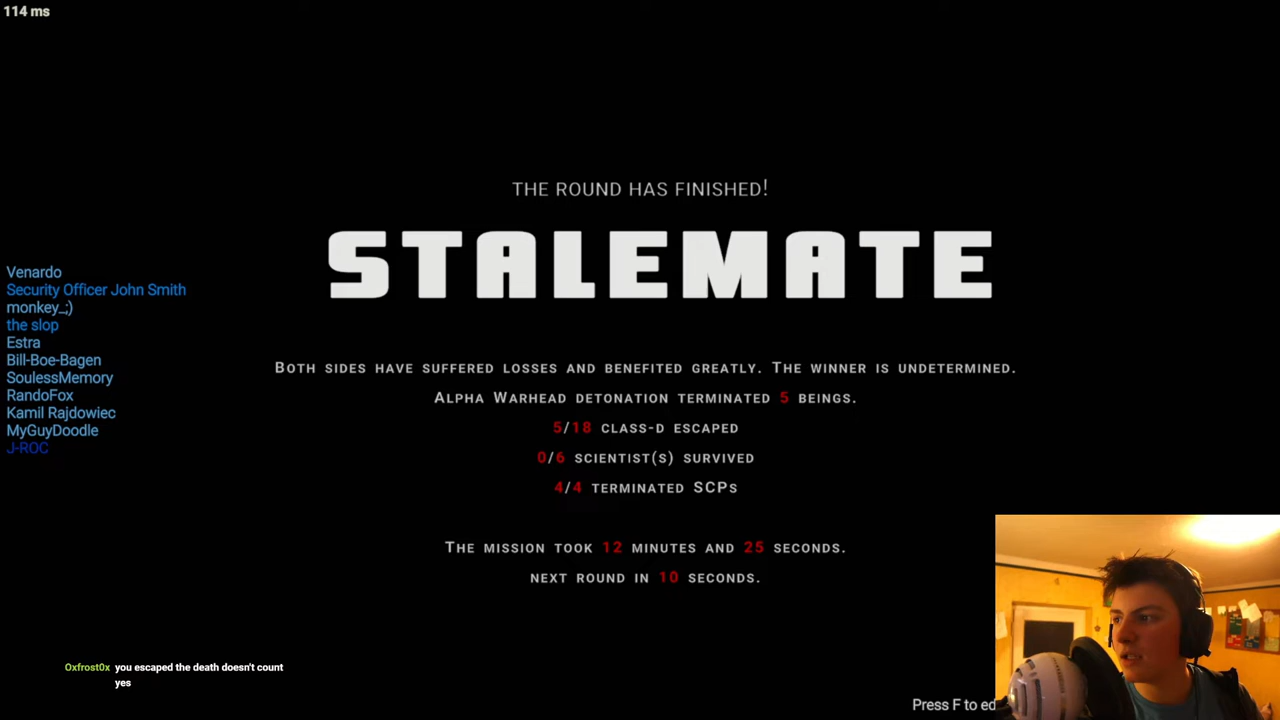 114 ms
THE ROUND HAS FINISHED!
STALEMATE
Venardo
Security Officer John Smith
monkey_;)
the slop
Estra
Bill-Boe-Bagen
SoulessMemory
RandoFox
Kamil Rajdowiec
MyGuyDoodle
J-ROC
BOTH SIDES HAVE SUFFERED LOSSES AND BENEFITED GREATLY. THE WINNER IS UNDETERMINED.
ALPHA WARHEAD DETONATION TERMINATED 5 BEINGS.
5/18 CLASS-D ESCAPED
0/6 SCIENTIST(S) SURVIVED
4/4 TERMINATED SCPs
THE MISSION TOOK 12 MINUTES AND 25 SECONDS.
NEXT ROUND IN 10 SECONDS.
Oxfrost0x you escaped the death doesn't count
yes
Press F to ed